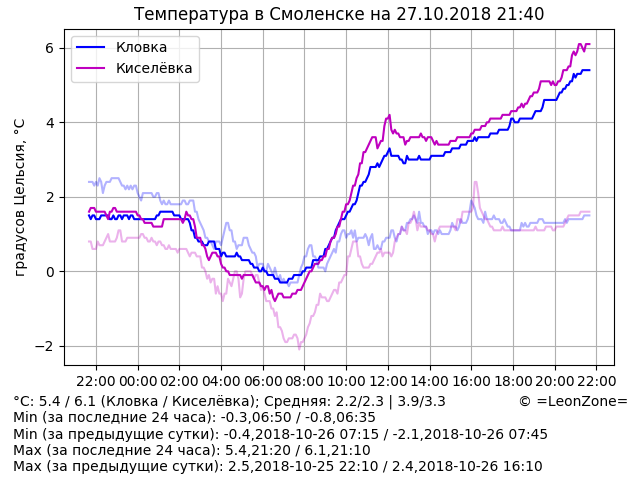 Температура в Смоленске на 27.10.2018 21:40
Кловка
Киселёвка
градусов Цельсия, °C
6
4
2
0
−2
22:00 00:00 02:00 04:00 06:00 08:00 10:00 12:00 14:00 16:00 18:00 20:00 22:00
°C: 5.4 / 6.1 (Кловка / Киселёвка); Средняя: 2.2/2.3 | 3.9/3.3 © =LeonZone=
Min (за последние 24 часа): -0.3,06:50 / -0.8,06:35
Min (за предыдущие сутки): -0.4,2018-10-26 07:15 / -2.1,2018-10-26 07:45
Max (за последние 24 часа): 5.4,21:20 / 6.1,21:10
Max (за предыдущие сутки): 2.5,2018-10-25 22:10 / 2.4,2018-10-26 16:10